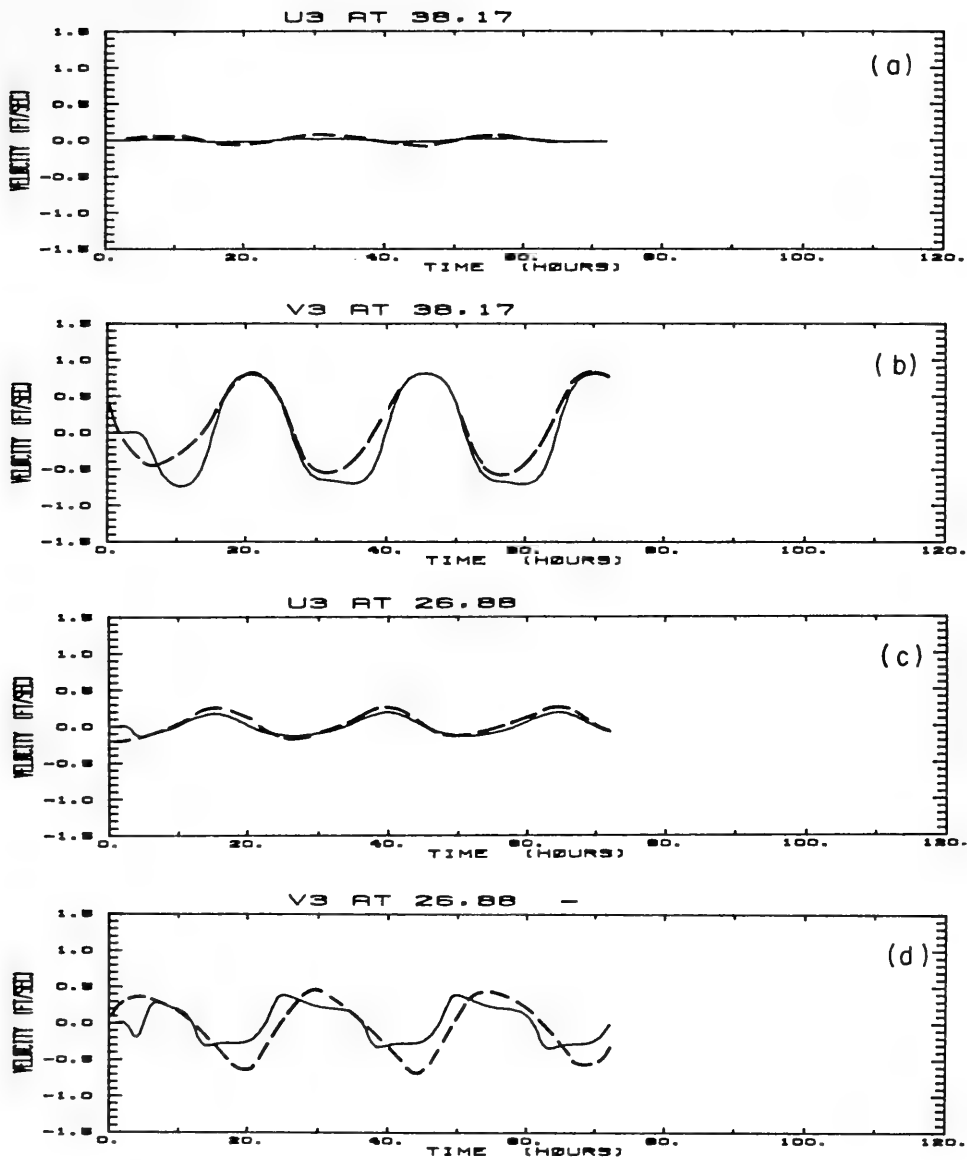 U3 AT 38.17
(a)
VELOCITY (FT/SEC)
1.5
1.0
0.5
0.0
-0.5
-1.0
-1.5
0. 20. 40. 60. 80. 100. 120.
TIME (HØURS)
V3 AT 38.17
(b)
VELOCITY (FT/SEC)
1.5
1.0
0.5
0.0
-0.5
-1.0
-1.5
0. 20. 40. 60. 80. 100. 120.
TIME (HØURS)
U3 AT 26.88
(c)
VELOCITY (FT/SEC)
1.5
1.0
0.5
0.0
-0.5
-1.0
-1.5
0. 20. 40. 60. 80. 100. 120.
TIME (HØURS)
V3 AT 26.88 –
(d)
VELOCITY (FT/SEC)
1.5
1.0
0.5
0.0
-0.5
-1.0
-1.5
0. 20. 40. 60. 80. 100. 120.
TIME (HØURS)